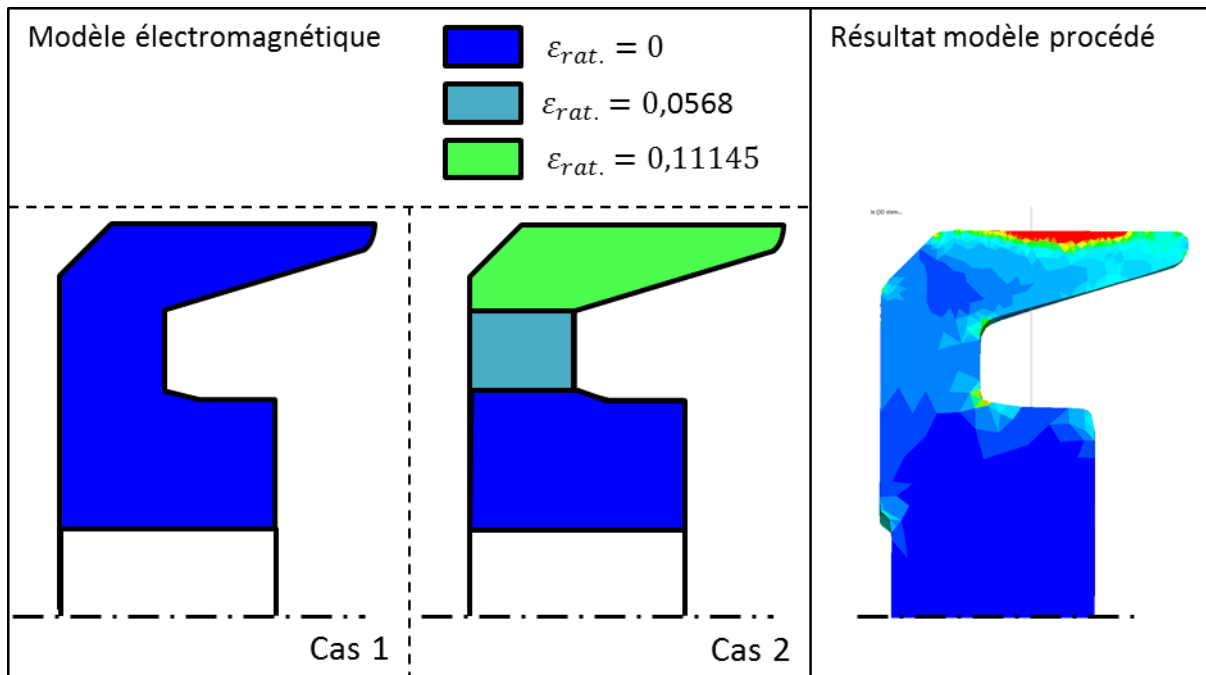 Modèle électromagnétique
ε_rat. = 0
ε_rat. = 0,0568
ε_rat. = 0,11145
Résultat modèle procédé
Cas 1
Cas 2